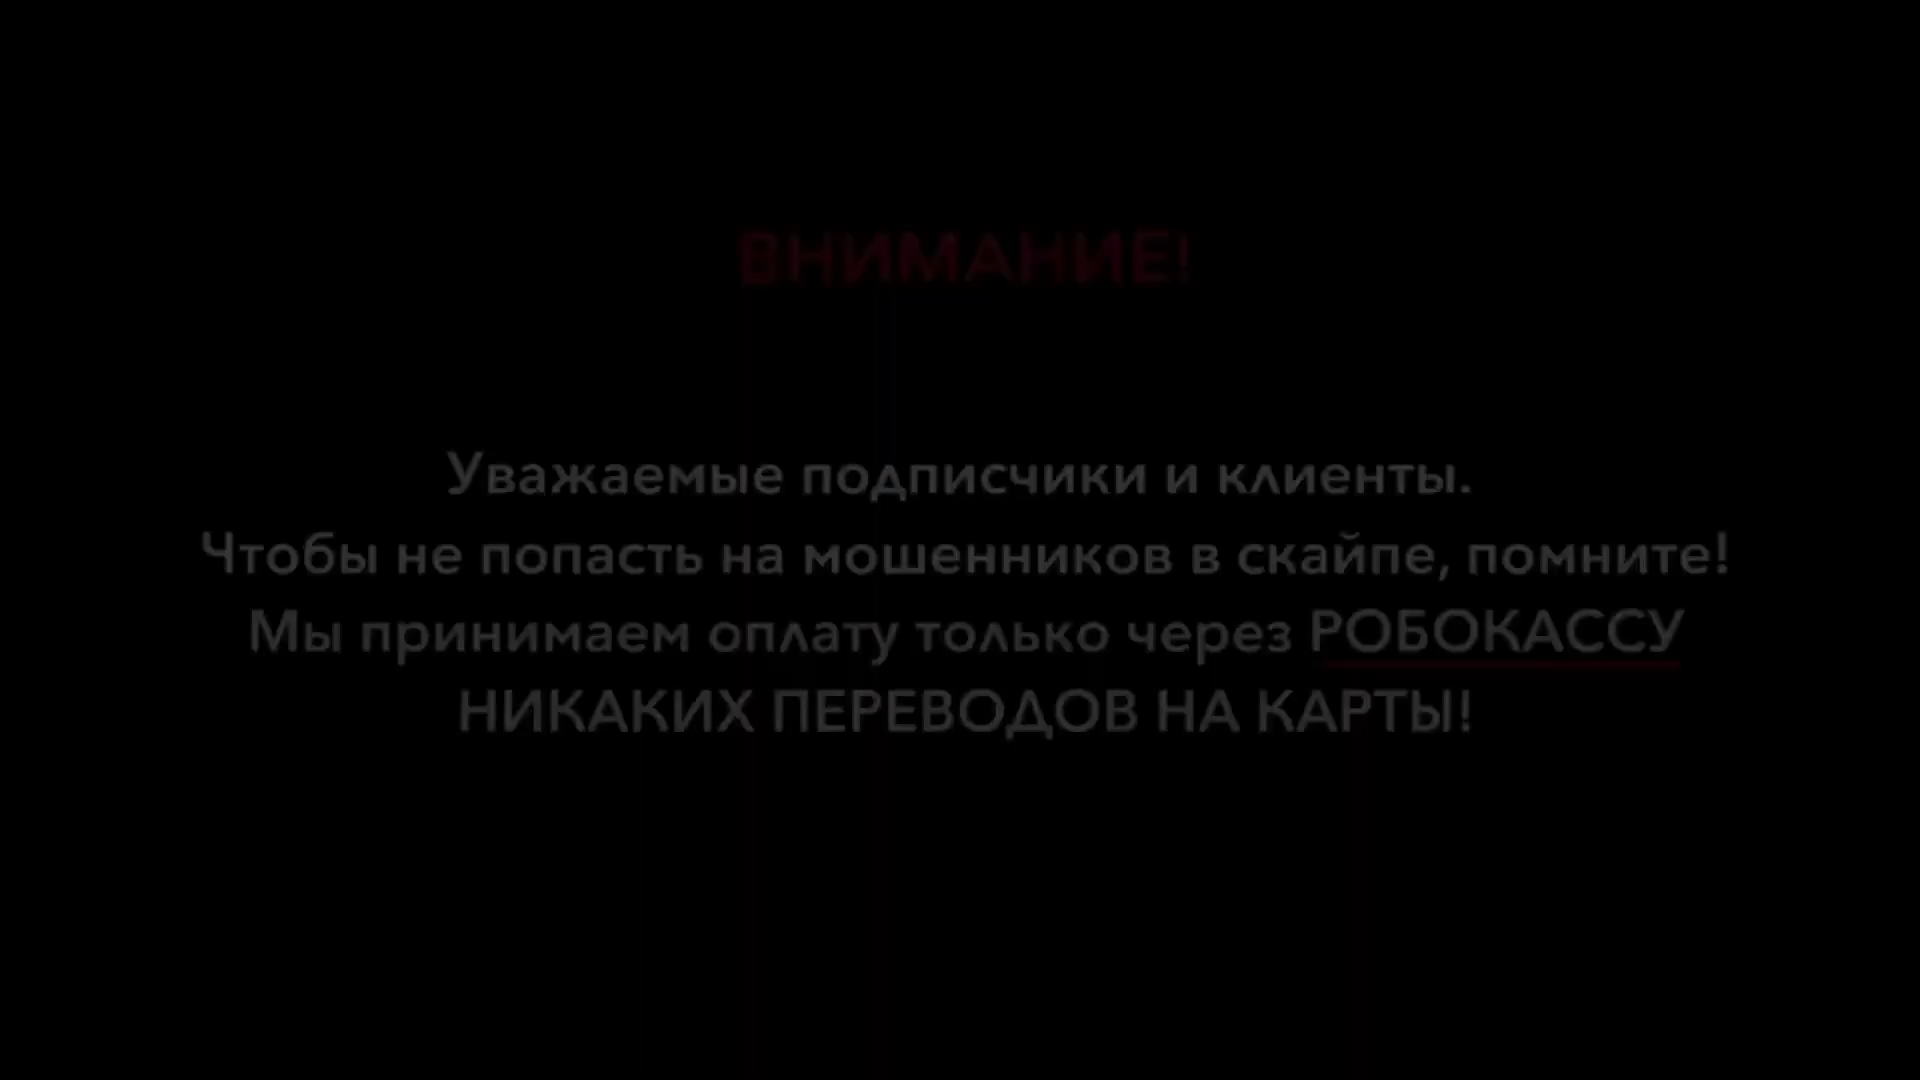 ВНИМАНИЕ!
Уважаемые подписчики и клиенты.
Чтобы не попасть на мошенников в скайпе, помните!
Мы принимаем оплату только через РОБОКАССУ
НИКАКИХ ПЕРЕВОДОВ НА КАРТЫ!